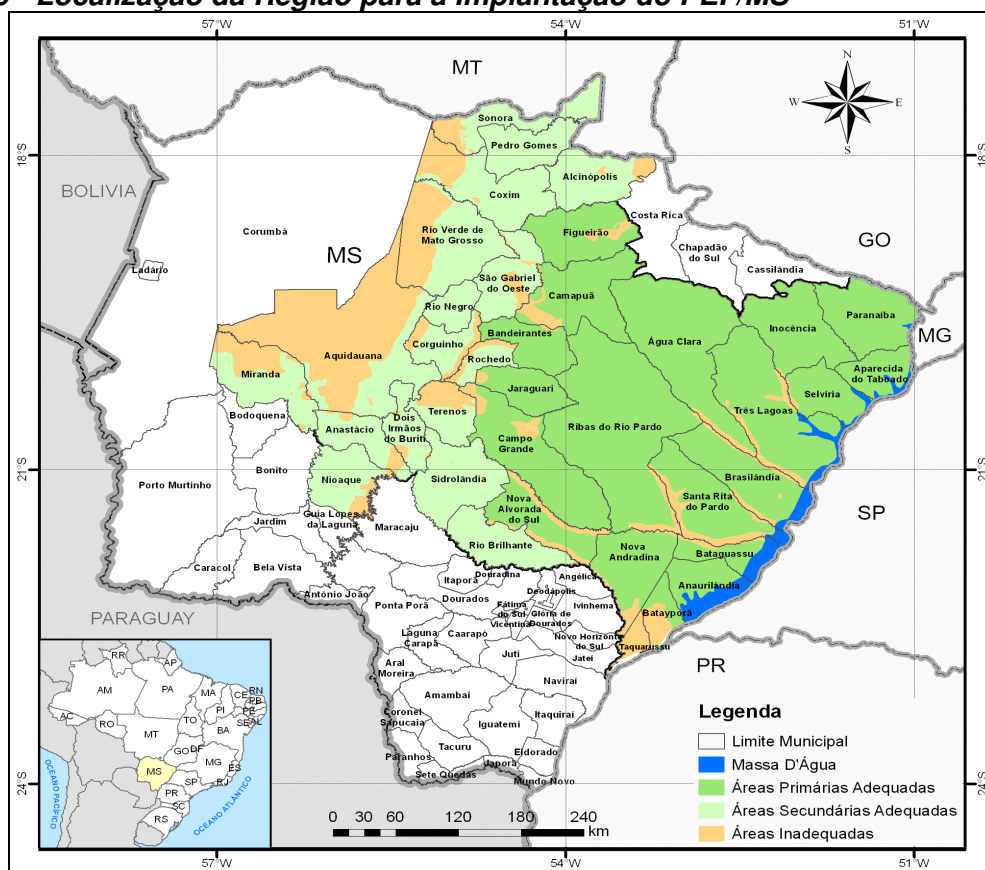 Localização da Região para a Implantação do PEF/MS
57°W
54°W
51°W
MT
N
W
E
S
18°S
18°S
BOLIVIA
Sonora
Pedro Gomes
Alcinópolis
Coxim
Costa Rica
Corumbá
MS
Rio Verde de
Mato Grosso
Figueirão
GO
Chapadão
do Sul
Cassilândia
Ladário
São Gabriel
do Oeste
Camapuã
Rio Negro
Paranaíba
Inocência
MG
Bandeirantes
Água Clara
Corguinho
Aquidauana
Rochedo
Miranda
Aparecida
do Taboado
Jaraguari
Selvíria
Três Lagoas
Terenos
Bodoquena
Dois
Irmãos
do Buriti
Anastácio
Ribas do Rio Pardo
Campo
Grande
21°S
21°S
Bonito
Porto Murtinho
Nioaque
Sidrolândia
Brasilândia
Santa Rita
do Pardo
Nova
Alvorada
do Sul
SP
Guia Lopes
da Laguna
Jardim
Maracaju
Rio Brilhante
Nova
Andradina
Bataguassu
Caracol
Bela Vista
Antônio João
Itaporã
Douradina
Angélica
Deodápolis
Anaurilândia
PARAGUAY
Ponta Porã
Dourados
Fátima
do Sul
Vicentina
Glória de
Dourados
Ivinhema
Batayporã
Laguna
Carapã
Caarapó
Novo Horizonte
do Sul
Taquarussu
Juti
Jateí
Aral
Moreira
PR
Naviraí
Amambaí
Coronel
Sapucaia
Itaquiraí
Iguatemi
Tacuru
Eldorado
Paranhos
Japorã
Sete Quedas
Mundo Novo
24°S
24°S
Legenda
Limite Municipal
Massa D'Água
Áreas Primárias Adequadas
Áreas Secundárias Adequadas
Áreas Inadequadas
0 30 60 120 180 240
km
RR
AP
AM
PA
MA
CE
RN
PB
PI
PE
AC
RO
TO
SE
AL
MT
BA
GO
DF
MG
ES
MS
SP
RJ
PR
SC
RS
OCEANO PACÍFICO
OCEANO ATLÂNTICO
57°W
54°W
51°W